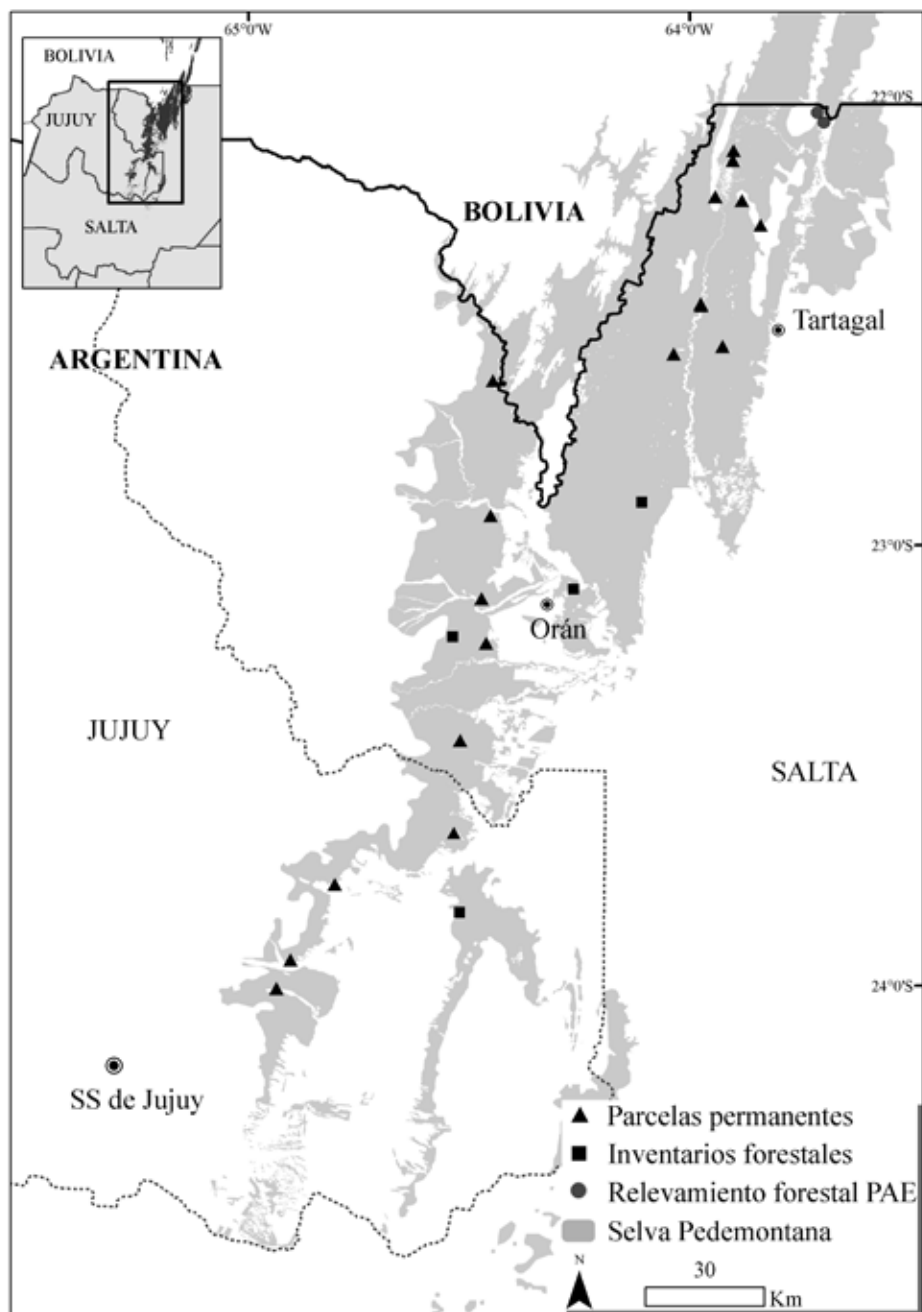 65°0'W
64°0'W
BOLIVIA
JUJUY
SALTA
22°0'S
BOLIVIA
Tartagal
ARGENTINA
23°0'S
Orán
JUJUY
SALTA
24°0'S
SS de Jujuy
Parcelas permanentes
Inventarios forestales
Relevamiento forestal PAE
Selva Pedemontana
N
30
Km